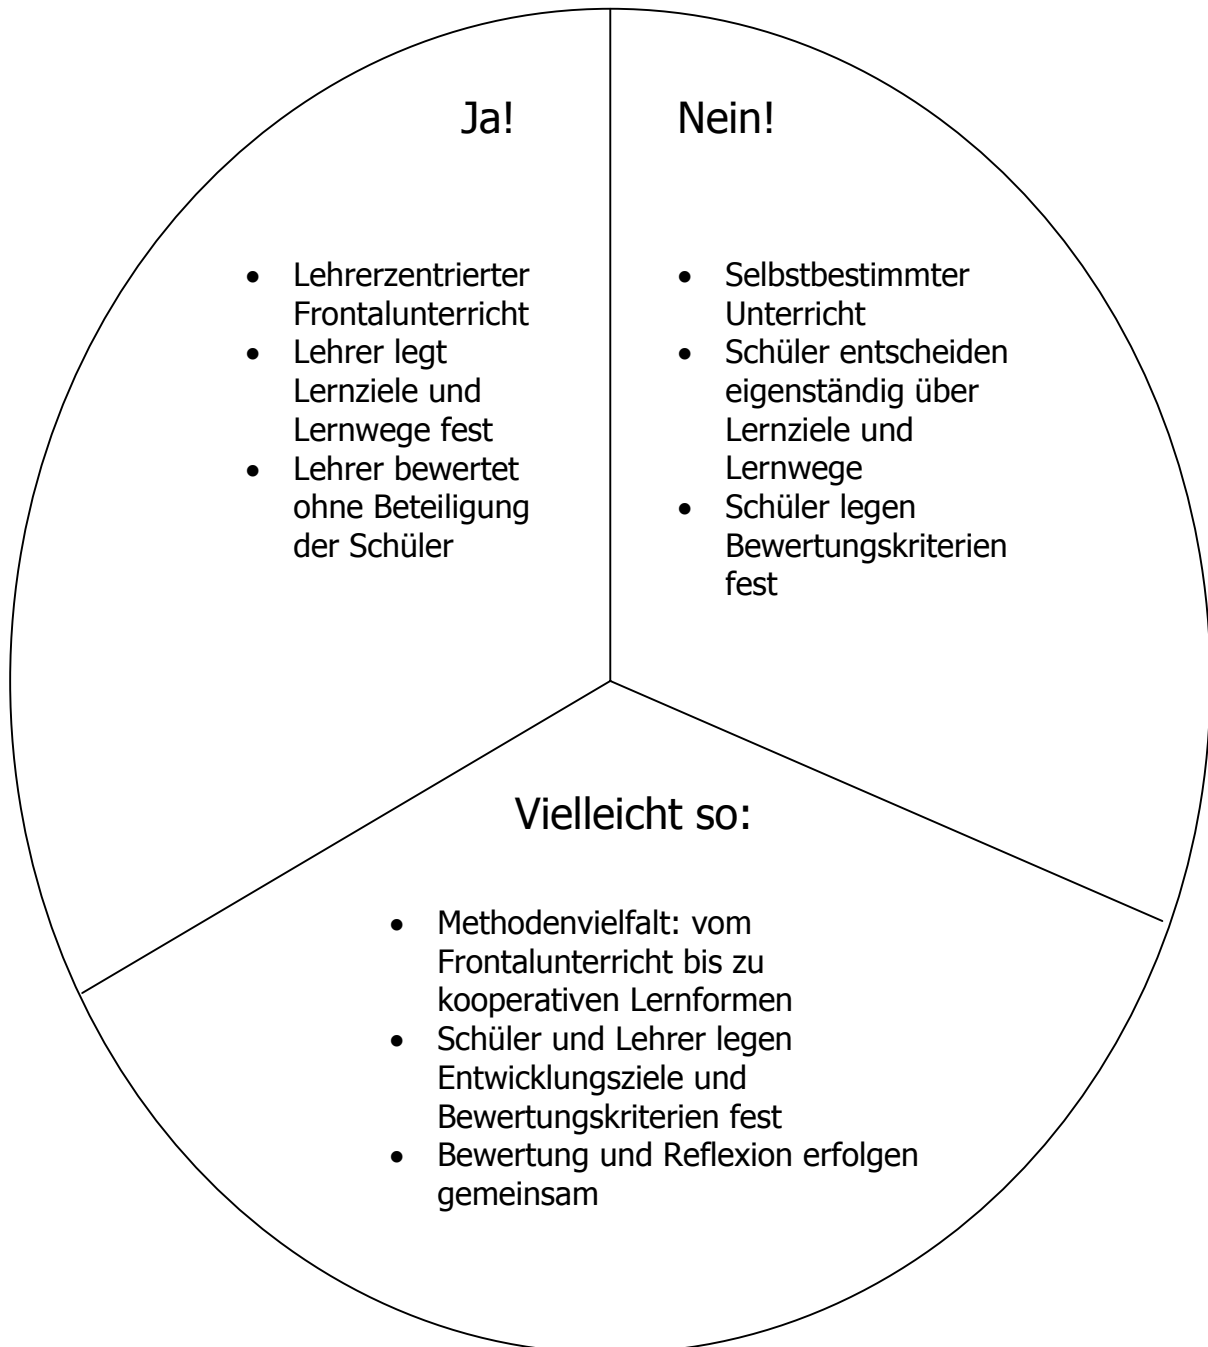 Ja!
• Lehrerzentrierter
Frontalunterricht
• Lehrer legt
Lernziele und
Lernwege fest
• Lehrer bewertet
ohne Beteiligung
der Schüler
Nein!
• Selbstbestimmter
Unterricht
• Schüler entscheiden
eigenständig über
Lernziele und
Lernwege
• Schüler legen
Bewertungskriterien
fest
Vielleicht so:
• Methodenvielfalt: vom
Frontalunterricht bis zu
kooperativen Lernformen
• Schüler und Lehrer legen
Entwicklungsziele und
Bewertungskriterien fest
• Bewertung und Reflexion erfolgen
gemeinsam